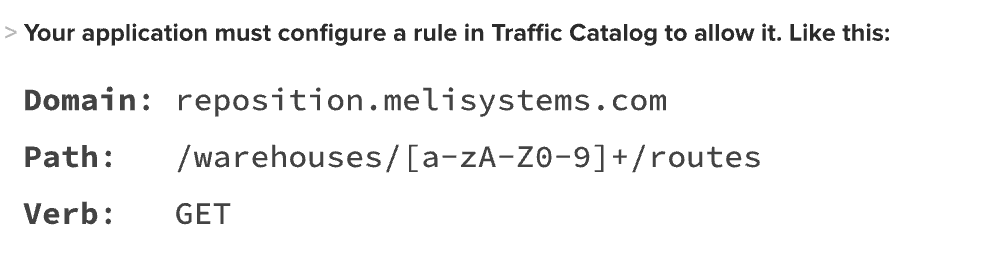 > Your application must configure a rule in Traffic Catalog to allow it. Like this:
Domain: reposition.melisystems.com
Path: /warehouses/[a-zA-Z0-9]+/routes
Verb: GET